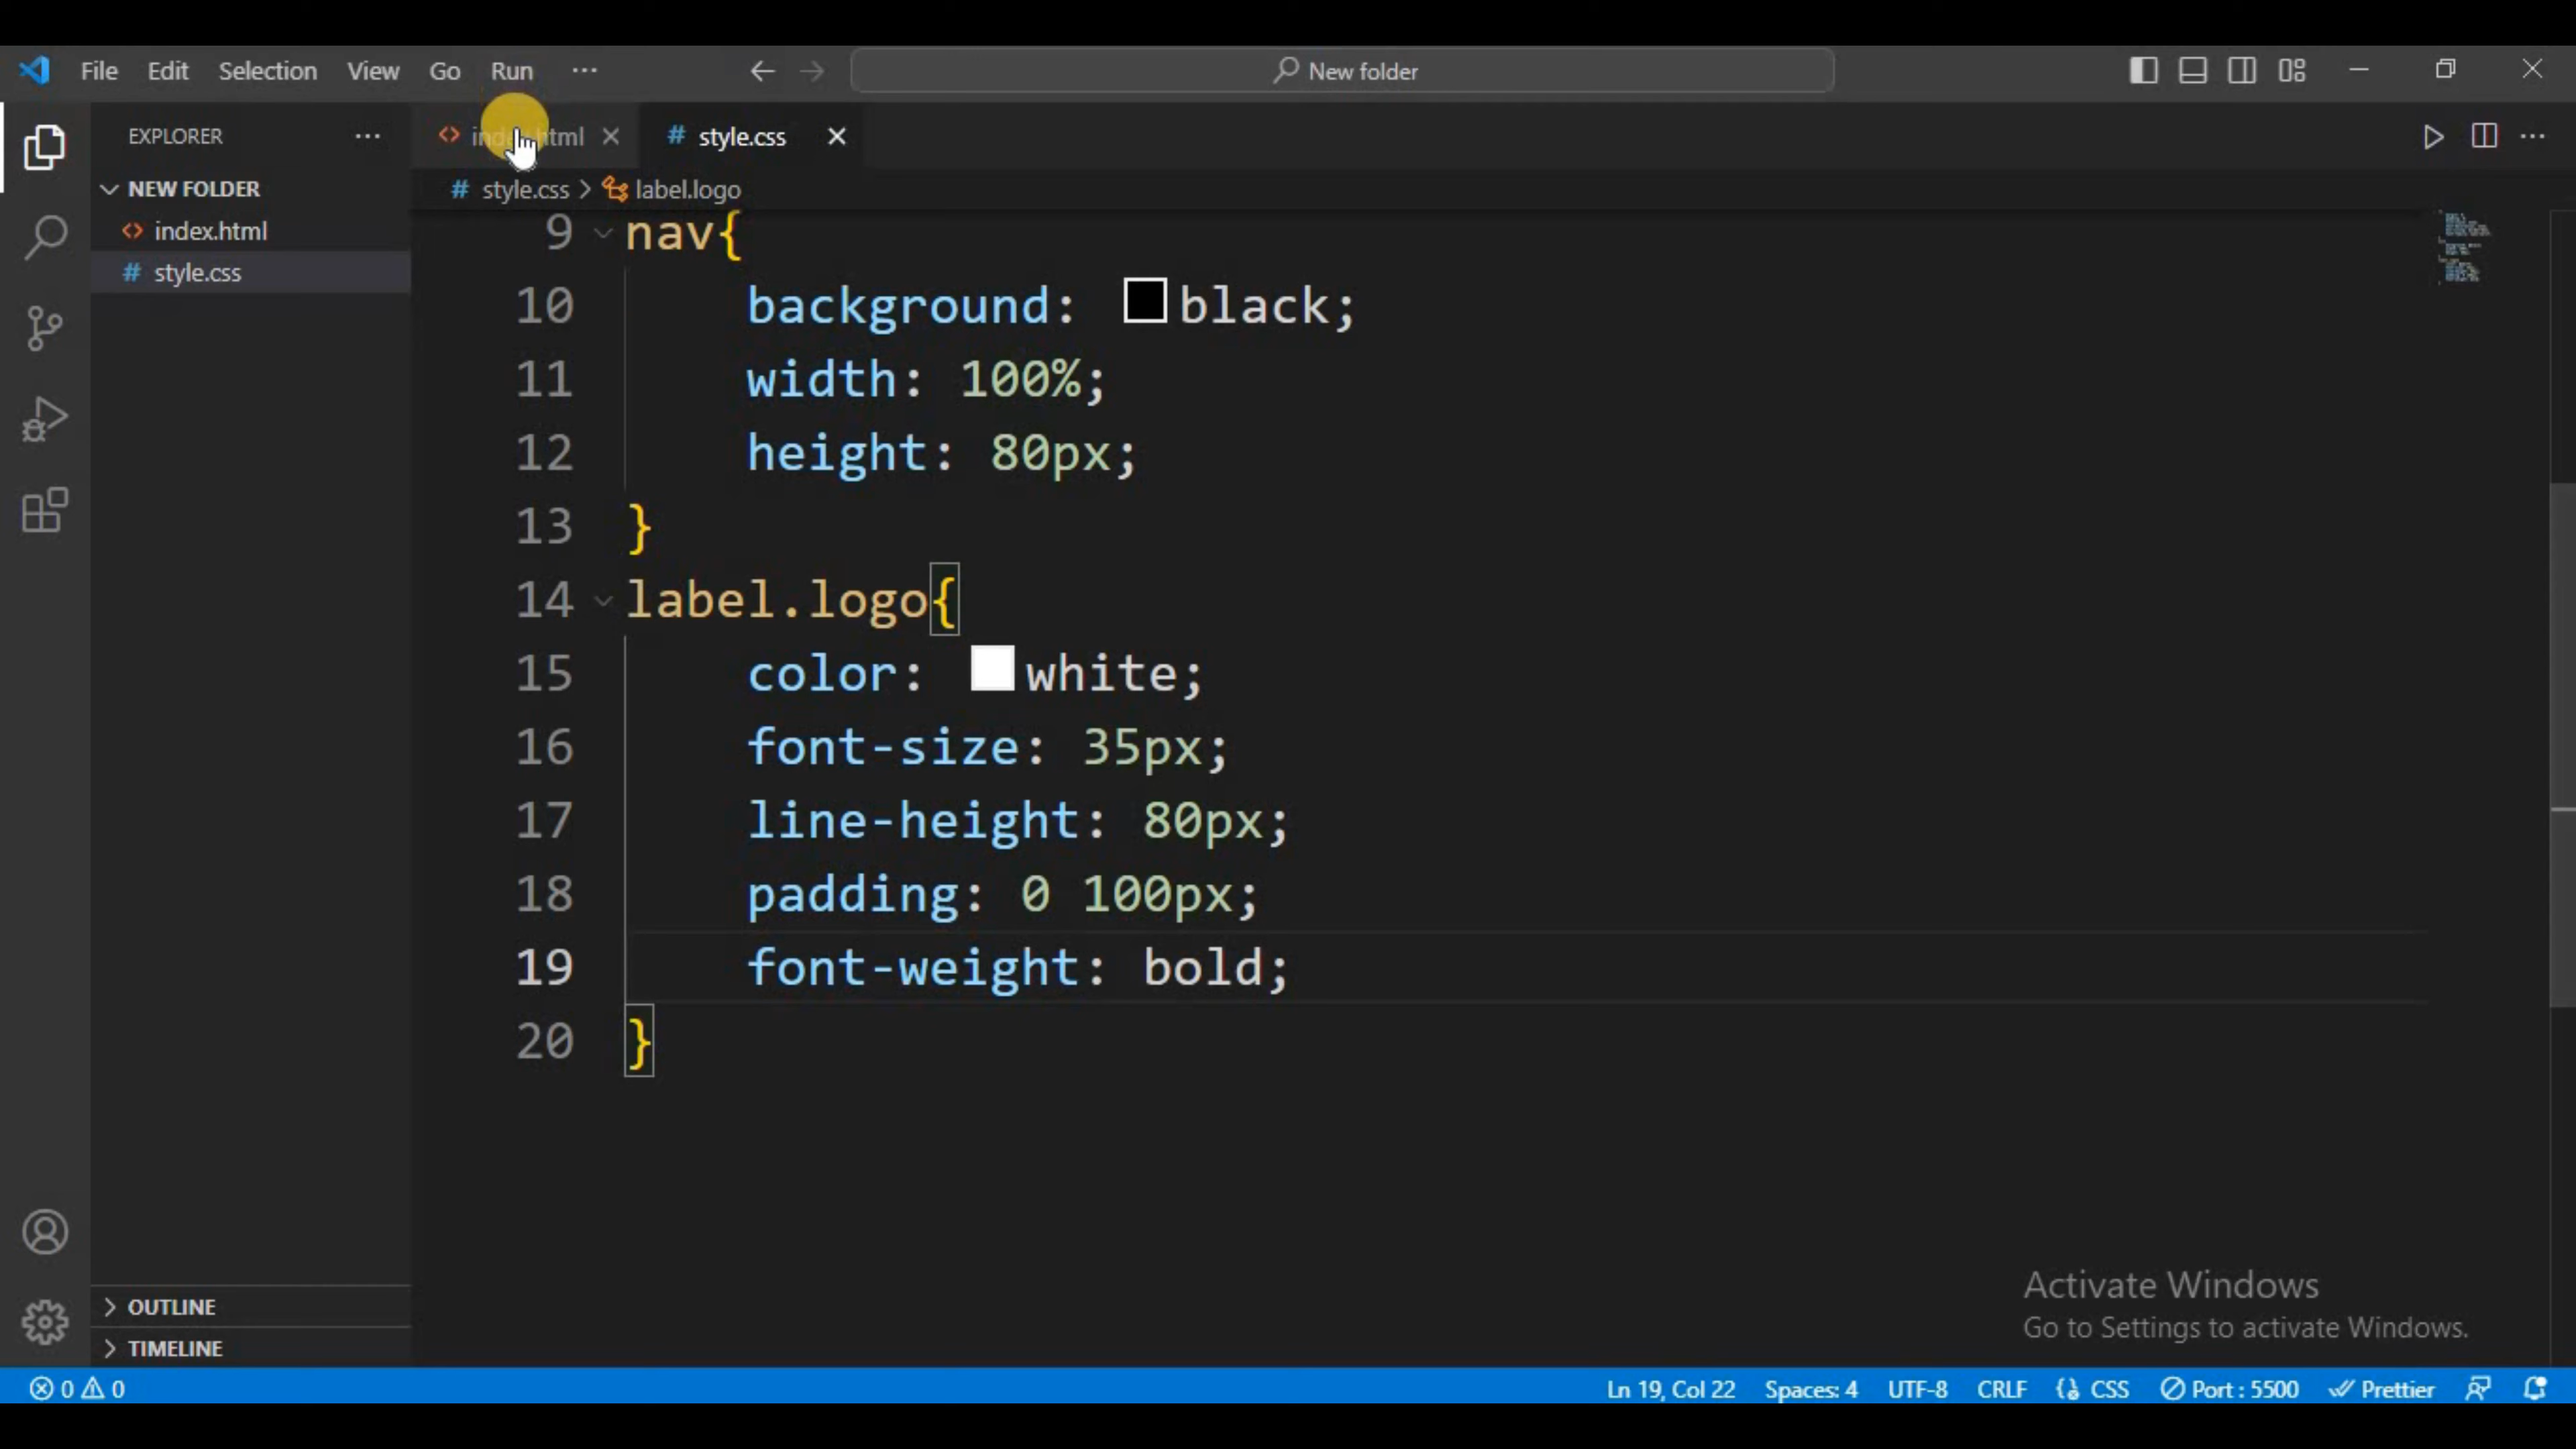 File Edit Selection View Go Run ··· New folder
EXPLORER ···
index.html style.css
NEW FOLDER
index.html
style.css
style.css > label.logo
9 nav{
10 background: black;
11 width: 100%;
12 height: 80px;
13 }
14 label.logo{
15 color: white;
16 font-size: 35px;
17 line-height: 80px;
18 padding: 0 100px;
19 font-weight: bold;
20 }
OUTLINE
TIMELINE
Activate Windows
Go to Settings to activate Windows.
0 0 Ln 19, Col 22 Spaces: 4 UTF-8 CRLF CSS Port : 5500 Prettier